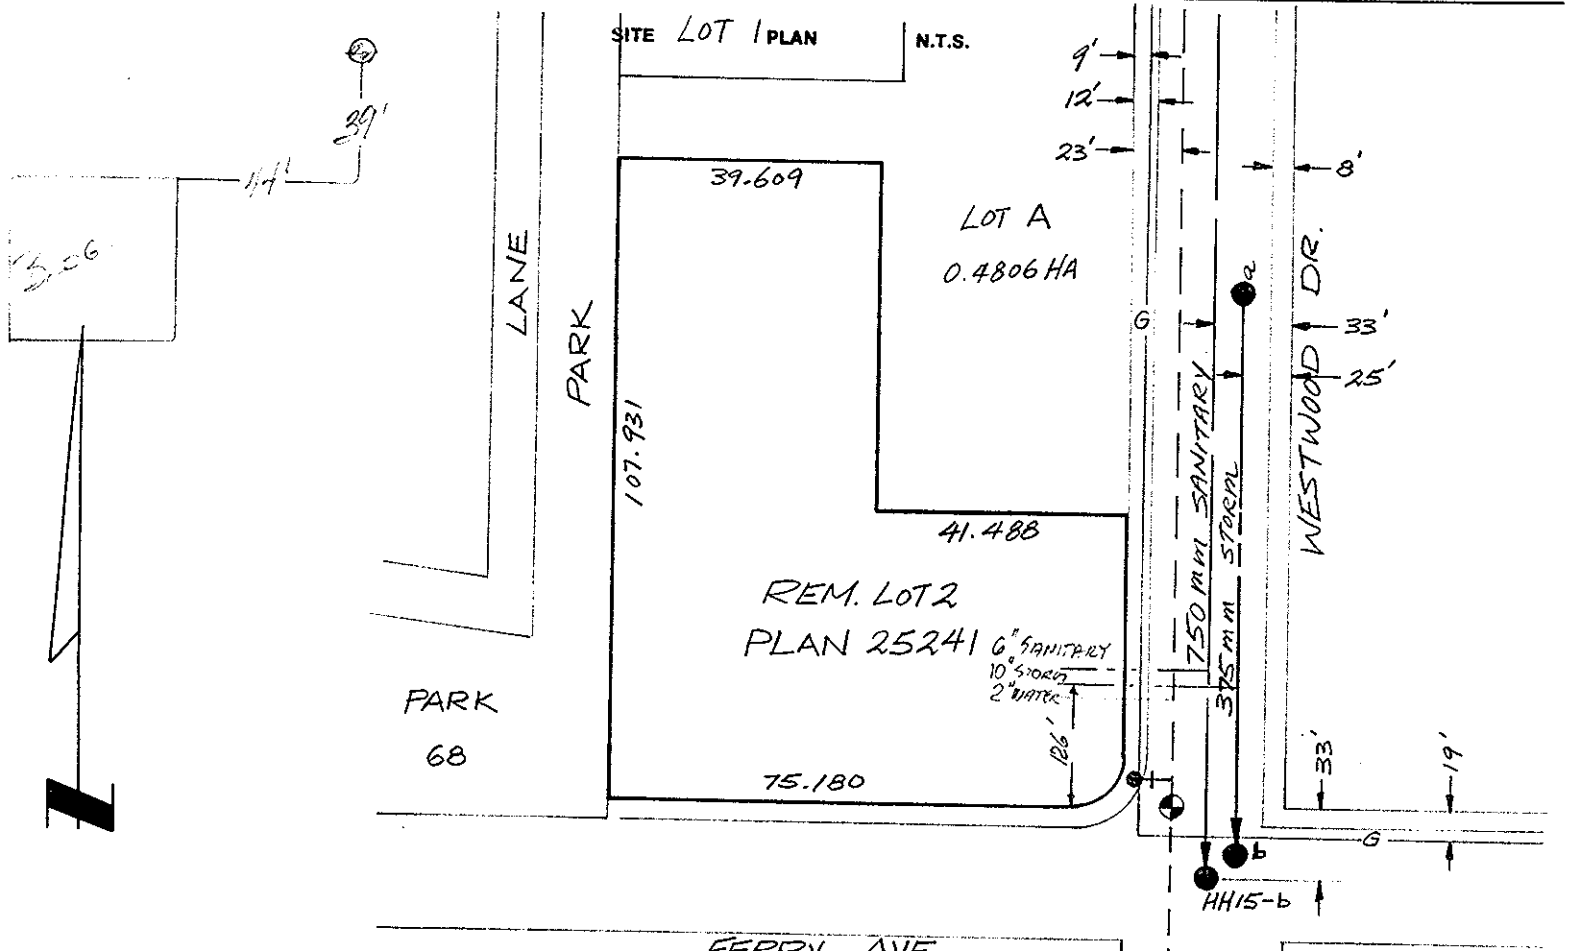 SITE LOT 1 PLAN N.T.S.
39'
44'
9'
12'
23'
8'
39.609
LOT A
0.4806 HA
LANE
PARK
107.931
G
a
WESTWOOD DR.
33'
25'
750 mm SANITARY
375 mm STORM
41.488
REM. LOT 2
PLAN 25241
6" SANITARY
10" STORM
2" WATER
126'
PARK
68
75.180
33'
19'
G
b
HH15-b
FERRY AVE